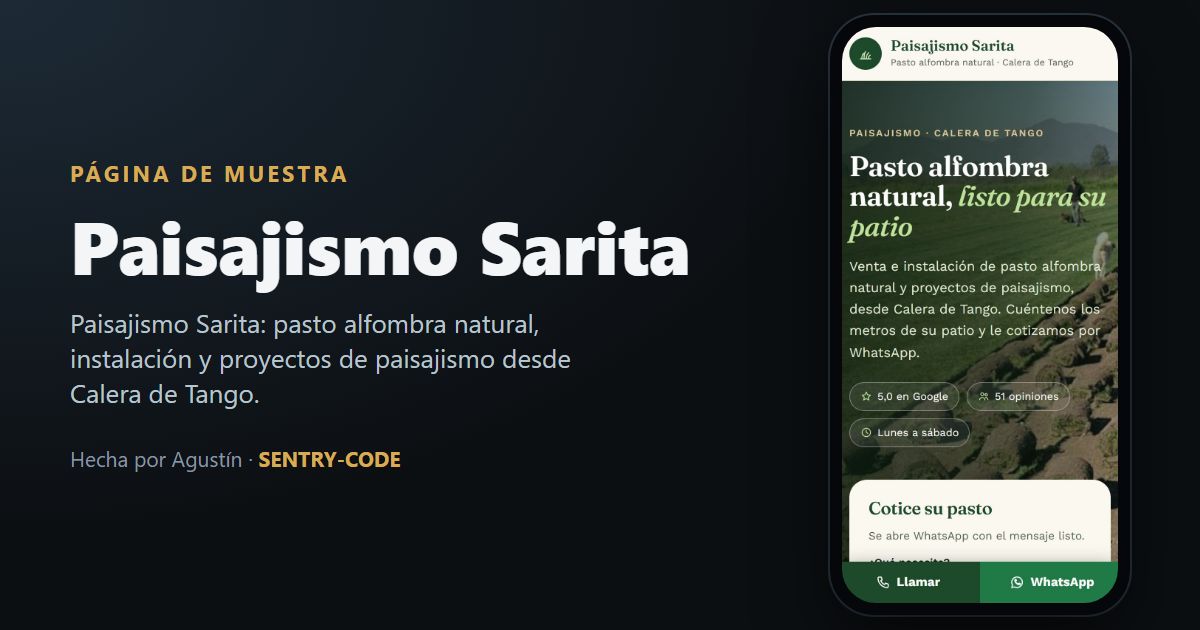 PÁGINA DE MUESTRA
Paisajismo Sarita
Paisajismo Sarita: pasto alfombra natural,
instalación y proyectos de paisajismo desde
Calera de Tango.
Hecha por Agustín · SENTRY-CODE
Paisajismo Sarita
Pasto alfombra natural · Calera de Tango
PAISAJISMO · CALERA DE TANGO
Pasto alfombra
natural, listo para su
patio
Venta e instalación de pasto alfombra
natural y proyectos de paisajismo,
desde Calera de Tango. Cuéntenos los
metros de su patio y le cotizamos por
WhatsApp.
5,0 en Google
51 opiniones
Lunes a sábado
Cotice su pasto
Se abre WhatsApp con el mensaje listo.
Llamar
WhatsApp